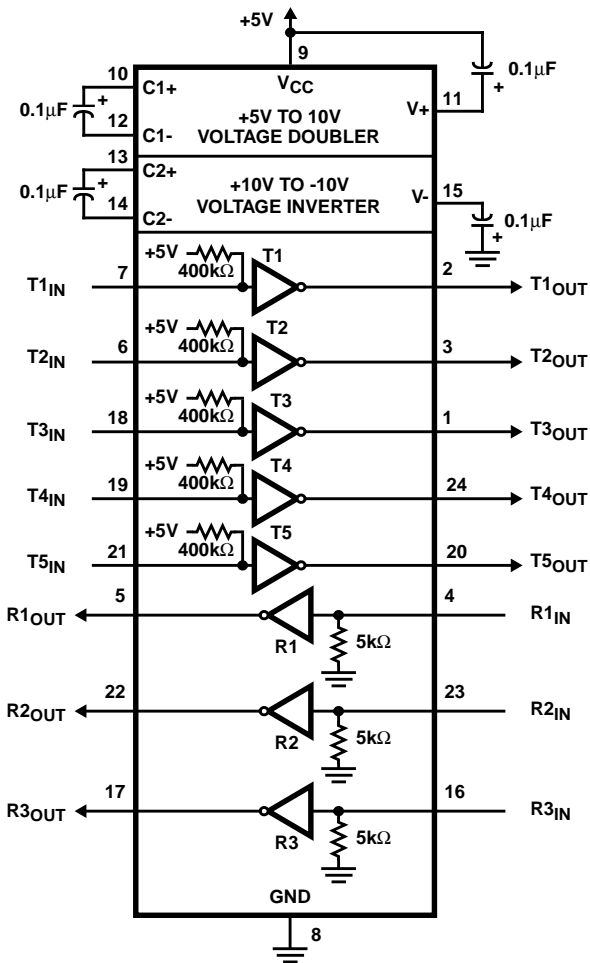 +5V
9
VCC
10
C1+
0.1μF
+
12
C1-
+5V TO 10V
VOLTAGE DOUBLER
V+
11
0.1μF
+
13
C2+
0.1μF
+
14
C2-
+10V TO -10V
VOLTAGE INVERTER
V-
15
0.1μF
+
+5V
400kΩ
T1
T1IN
7
2
T1OUT
+5V
400kΩ
T2
T2IN
6
3
T2OUT
+5V
400kΩ
T3
T3IN
18
1
T3OUT
+5V
400kΩ
T4
T4IN
19
24
T4OUT
+5V
400kΩ
T5
T5IN
21
20
T5OUT
R1OUT
5
4
R1IN
R1
5kΩ
R2OUT
22
23
R2IN
R2
5kΩ
R3OUT
17
16
R3IN
R3
5kΩ
GND
8